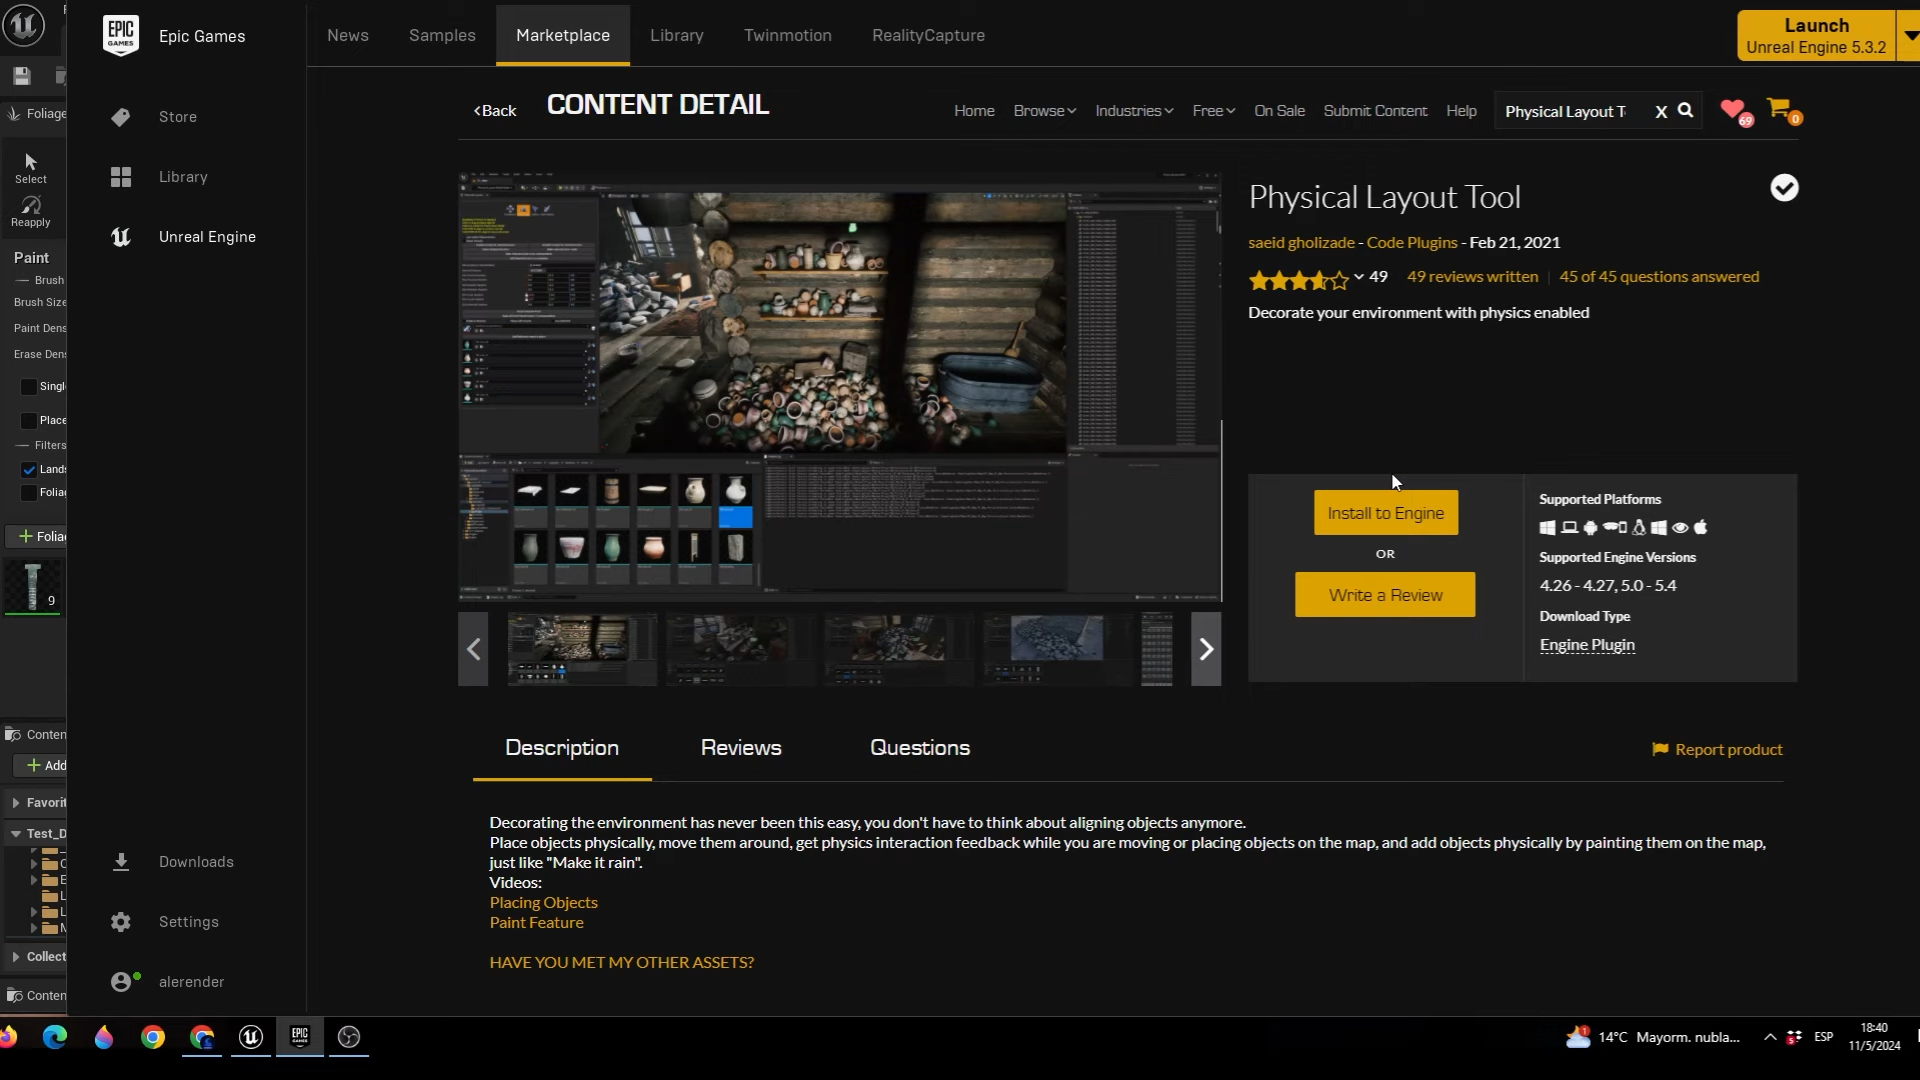 Epic Games
News
Samples
Marketplace
Library
Twinmotion
RealityCapture
Launch
Unreal Engine 5.3.2
EPIC
GAMES
Store
Library
Unreal Engine
Downloads
Settings
alerender
Foliage
Select
Reapply
Paint
Brush
Brush Size
Paint Dens
Erase Dens
Singl
Place
Filters
Lands
Foliag
Foliag
9
Conten
Add
Favorit
Test_D
Collect
Conten
Back
CONTENT DETAIL
Home
Browse
Industries
Free
On Sale
Submit Content
Help
Physical Layout T
X
69
0
Physical Layout Tool
saeid gholizade - Code Plugins - Feb 21, 2021
49
49 reviews written
45 of 45 questions answered
Decorate your environment with physics enabled
Install to Engine
OR
Write a Review
Supported Platforms
Supported Engine Versions
4.26 - 4.27, 5.0 - 5.4
Download Type
Engine Plugin
Description
Reviews
Questions
Report product
Decorating the environment has never been this easy, you don't have to think about aligning objects anymore.
Place objects physically, move them around, get physics interaction feedback while you are moving or placing objects on the map, and add objects physically by painting them on the map,
just like "Make it rain".
Videos:
Placing Objects
Paint Feature
HAVE YOU MET MY OTHER ASSETS?
EPIC
GAMES
14°C Mayorm. nubla...
ESP
18:40
11/5/2024